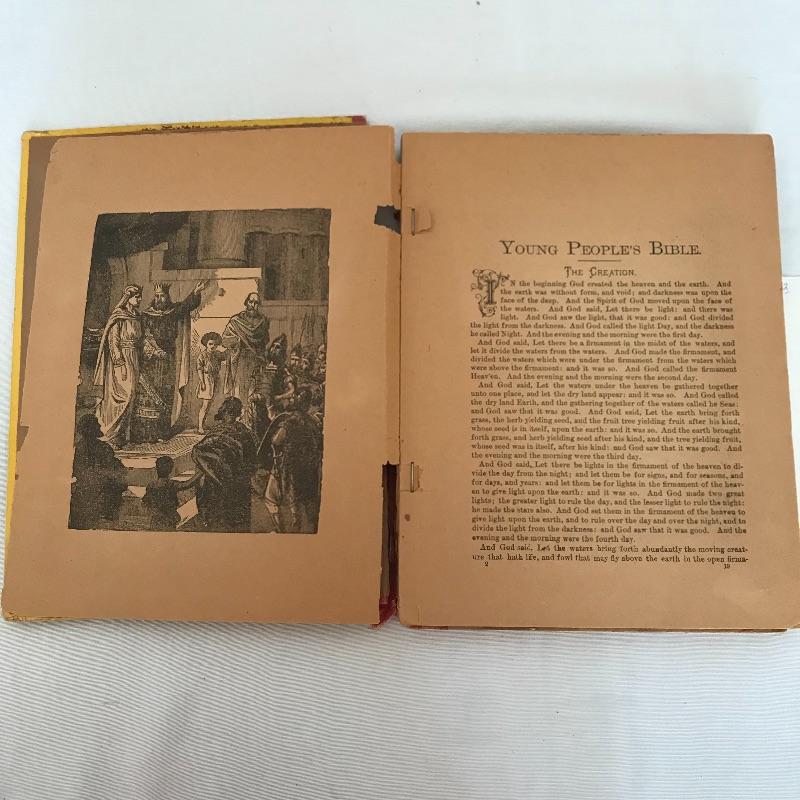 YOUNG PEOPLE'S BIBLE.
THE CREATION.
IN the beginning God created the heaven and the earth. And
the earth was without form, and void; and darkness was upon the
face of the deep. And the Spirit of God moved upon the face of
the waters. And God said, Let there be light: and there was
light. And God saw the light, that it was good: and God divided
the light from the darkness. And God called the light Day, and the darkness
he called Night. And the evening and the morning were the first day.
And God said, Let there be a firmament in the midst of the waters, and
let it divide the waters from the waters. And God made the firmament, and
divided the waters which were under the firmament from the waters which
were above the firmament: and it was so. And God called the firmament
Heav'en. And the evening and the morning were the second day.
And God said, Let the waters under the heaven be gathered together
unto one place, and let the dry land appear: and it was so. And God called
the dry land Earth, and the gathering together of the waters called he Seas:
and God saw that it was good. And God said, Let the earth bring forth
grass, the herb yielding seed, and the fruit tree yielding fruit after his kind,
whose seed is in itself, upon the earth: and it was so. And the earth brought
forth grass, and herb yielding seed after his kind, and the tree yielding fruit,
whose seed was in itself, after his kind: and God saw that it was good. And
the evening and the morning were the third day.
And God said, Let there be lights in the firmament of the heaven to di-
vide the day from the night; and let them be for signs, and for seasons, and
for days, and years: and let them be for lights in the firmament of the heav-
en to give light upon the earth: and it was so. And God made two great
lights; the greater light to rule the day, and the lesser light to rule the night:
he made the stars also. And God set them in the firmament of the heaven to
give light upon the earth, and to rule over the day and over the night, and to
divide the light from the darkness: and God saw that it was good. And the
evening and the morning were the fourth day.
And God said, Let the waters bring forth abundantly the moving creat-
ure that hath life, and fowl that may fly above the earth in the open firma-
2 19